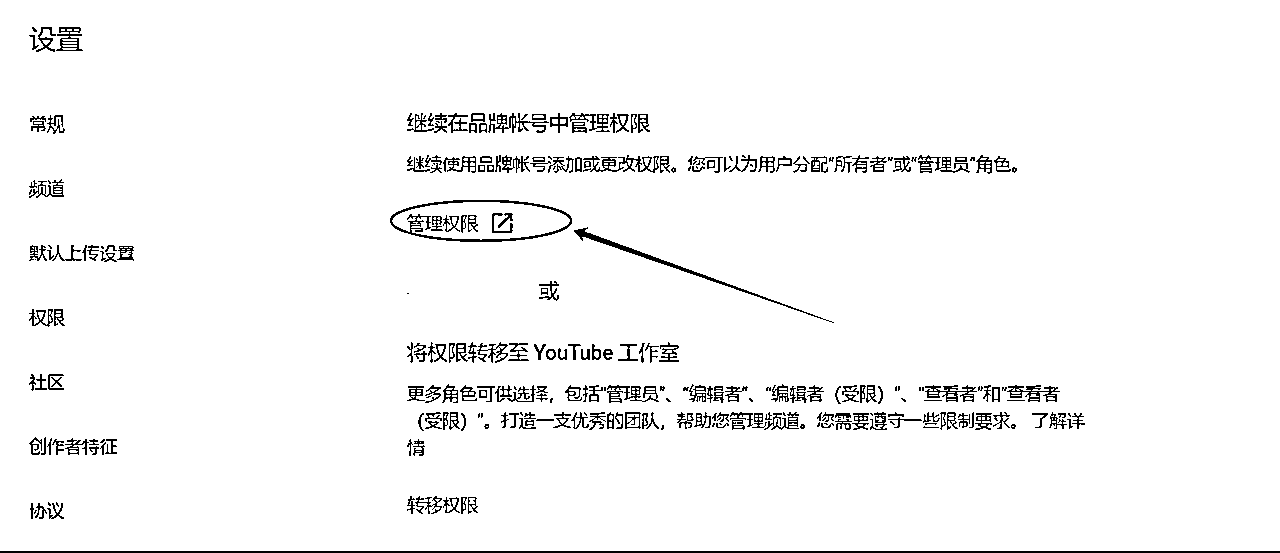 设置
常规
频道
默认上传设置
权限
社区
创作者特征
协议
继续在品牌帐号中管理权限
继续使用品牌帐号添加或更改权限。您可以为用户分配“所有者”或“管理员”角色。
管理权限
或
将权限转移至 YouTube 工作室
更多角色可供选择，包括“管理员”、“编辑者”、“编辑者（受限）”、“查看者”和“查看者
（受限）”。打造一支优秀的团队，帮助您管理频道。您需要遵守一些限制要求。 了解详
情
转移权限